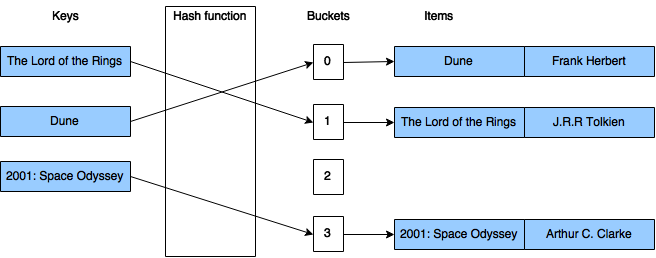 Keys Hash function Buckets Items
The Lord of the Rings 0 Dune Frank Herbert
Dune 1 The Lord of the Rings J.R.R Tolkien
2001: Space Odyssey 2
3 2001: Space Odyssey Arthur C. Clarke